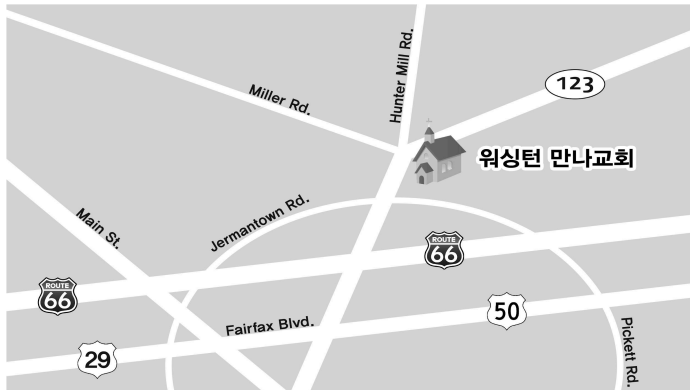 Hunter Mill Rd.
Miller Rd.
123
워싱턴 만나교회
Jermantown Rd.
Main St.
ROUTE
66
ROUTE
66
50
Fairfax Blvd.
29
Pickett Rd.